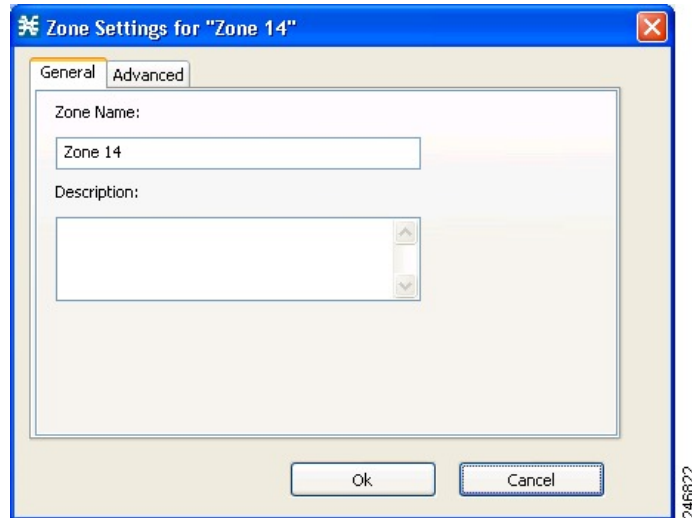 Zone Settings for "Zone 14"
General Advanced
Zone Name:
Zone 14
Description:
Ok Cancel
246822